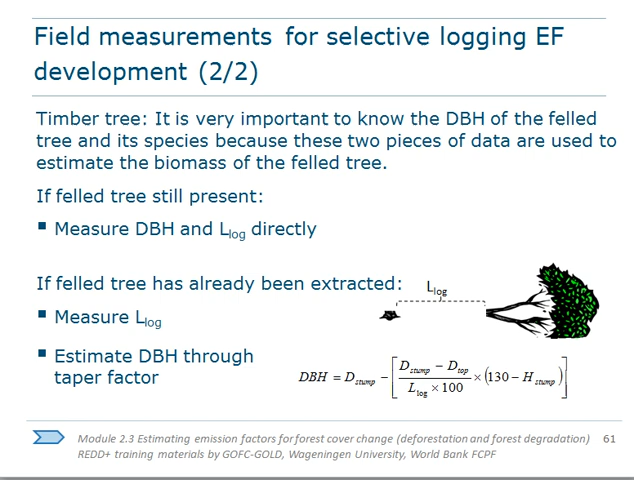 Field measurements for selective logging EF
development (2/2)
Timber tree: It is very important to know the DBH of the felled
tree and its species because these two pieces of data are used to
estimate the biomass of the felled tree.
If felled tree still present:
▪ Measure DBH and Llog directly
If felled tree has already been extracted:
Llog
▪ Measure Llog
▪ Estimate DBH through
taper factor
DBH = Dstump − [ (Dstump − Dtop) / (Llog × 100) × (130 − Hstump) ]
Module 2.3 Estimating emission factors for forest cover change (deforestation and forest degradation) 61
REDD+ training materials by GOFC-GOLD, Wageningen University, World Bank FCPF